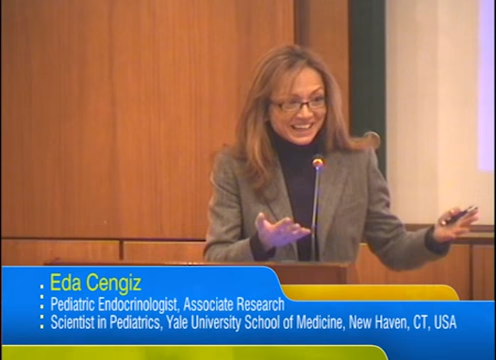 Eda Cengiz
Pediatric Endocrinologist, Associate Research
Scientist in Pediatrics, Yale University School of Medicine, New Haven, CT, USA